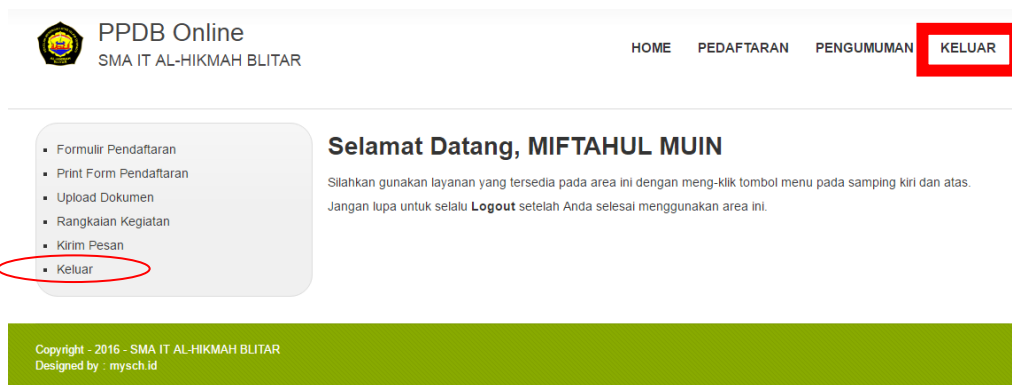 PPDB Online
SMA IT AL-HIKMAH BLITAR
HOME PEDAFTARAN PENGUMUMAN KELUAR
Formulir Pendaftaran
Print Form Pendaftaran
Upload Dokumen
Rangkaian Kegiatan
Kirim Pesan
Keluar
Selamat Datang, MIFTAHUL MUIN
Silahkan gunakan layanan yang tersedia pada area ini dengan meng-klik tombol menu pada samping kiri dan atas.
Jangan lupa untuk selalu Logout setelah Anda selesai menggunakan area ini.
Copyright - 2016 - SMA IT AL-HIKMAH BLITAR
Designed by : mysch.id